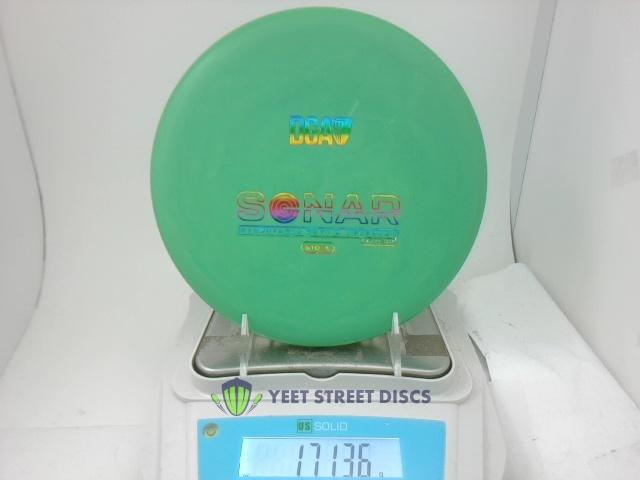 DGA
SONAR
YEET STREET DISCS
US SOLID
171.36 g